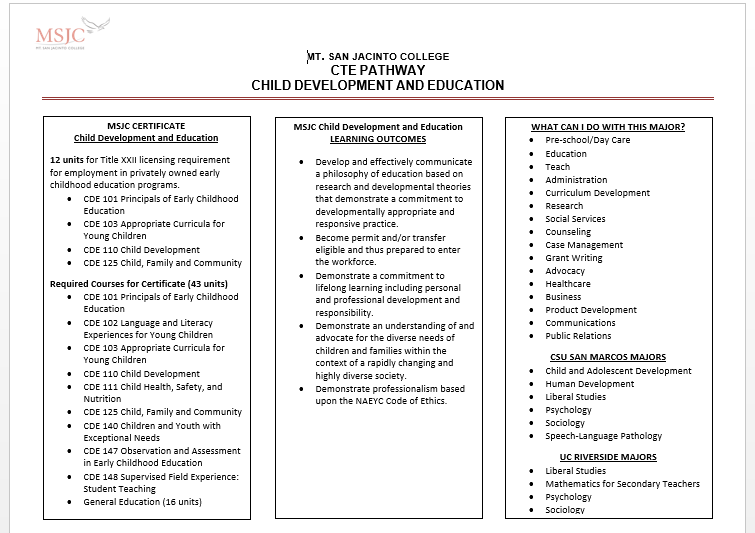 MSJC
MT. SAN JACINTO COLLEGE
MT. SAN JACINTO COLLEGE
CTE PATHWAY
CHILD DEVELOPMENT AND EDUCATION
MSJC CERTIFICATE
Child Development and Education
12 units for Title XXII licensing requirement
for employment in privately owned early
childhood education programs.
• CDE 101 Principals of Early Childhood
Education
• CDE 103 Appropriate Curricula for
Young Children
• CDE 110 Child Development
• CDE 125 Child, Family and Community
Required Courses for Certificate (43 units)
• CDE 101 Principals of Early Childhood
Education
• CDE 102 Language and Literacy
Experiences for Young Children
• CDE 103 Appropriate Curricula for
Young Children
• CDE 110 Child Development
• CDE 111 Child Health, Safety, and
Nutrition
• CDE 125 Child, Family and Community
• CDE 140 Children and Youth with
Exceptional Needs
• CDE 147 Observation and Assessment
in Early Childhood Education
• CDE 148 Supervised Field Experience:
Student Teaching
• General Education (16 units)
MSJC Child Development and Education
LEARNING OUTCOMES
• Develop and effectively communicate
a philosophy of education based on
research and developmental theories
that demonstrate a commitment to
developmentally appropriate and
responsive practice.
• Become permit and/or transfer
eligible and thus prepared to enter
the workforce.
• Demonstrate a commitment to
lifelong learning including personal
and professional development and
responsibility.
• Demonstrate an understanding of and
advocate for the diverse needs of
children and families within the
context of a rapidly changing and
highly diverse society.
• Demonstrate professionalism based
upon the NAEYC Code of Ethics.
WHAT CAN I DO WITH THIS MAJOR?
• Pre-school/Day Care
• Education
• Teach
• Administration
• Curriculum Development
• Research
• Social Services
• Counseling
• Case Management
• Grant Writing
• Advocacy
• Healthcare
• Business
• Product Development
• Communications
• Public Relations
CSU SAN MARCOS MAJORS
• Child and Adolescent Development
• Human Development
• Liberal Studies
• Psychology
• Sociology
• Speech-Language Pathology
UC RIVERSIDE MAJORS
• Liberal Studies
• Mathematics for Secondary Teachers
• Psychology
• Sociology